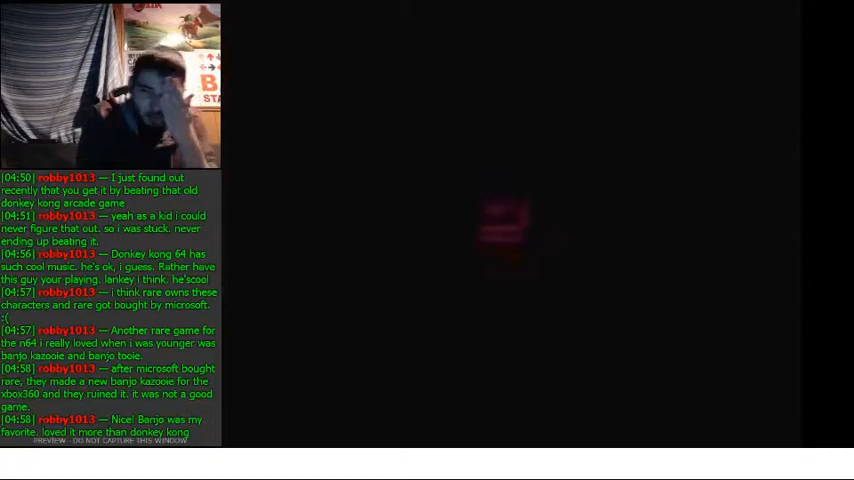 [04:50] robby1013 — I just found out
recently that you get it by beating that old
donkey kong arcade game
[04:51] robby1013 — yeah as a kid i could
never figure that out. so i was stuck. never
ending up beating it.
[04:56] robby1013 — Donkey kong 64 has
such cool music. he's ok, i guess. Rather have
this guy your playing. lankey i think. he'scool
[04:57] robby1013 — i think rare owns these
characters and rare got bought by microsoft.
:(
[04:57] robby1013 — Another rare game for
the n64 i really loved when i was younger was
banjo kazooie and banjo tooie.
[04:58] robby1013 — after microsoft bought
rare, they made a new banjo kazooie for the
xbox360 and they ruined it. it was not a good
game.
[04:58] robby1013 — Nice! Banjo was my
favorite. loved it more than donkey kong
PREVIEW - DO NOT CAPTURE THIS WINDOW